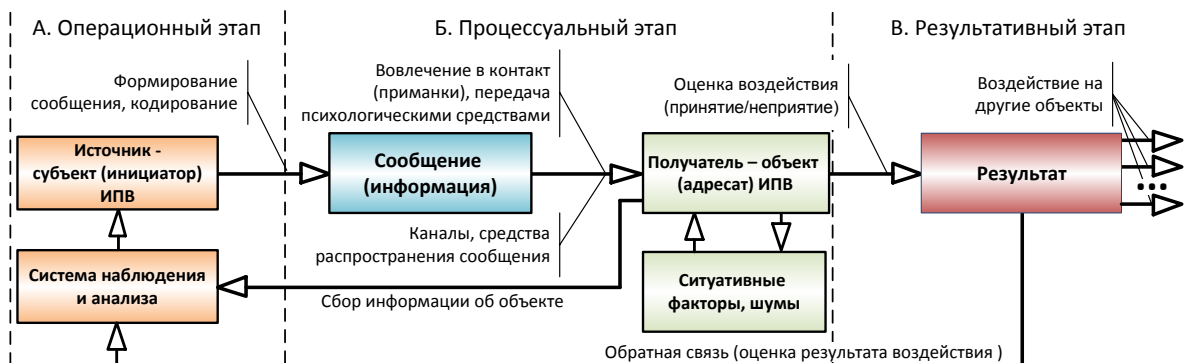 А. Операционный этап
Б. Процессуальный этап
В. Результативный этап
Формирование
сообщения, кодирование
Вовлечение в контакт
(приманки), передача
психологическими средствами
Оценка воздействия
(принятие/неприятие)
Воздействие на
другие объекты
Источник -
субъект (инициатор)
ИПВ
Сообщение
(информация)
Получатель – объект
(адресат) ИПВ
Результат
...
Каналы, средства
распространения сообщения
Система наблюдения
и анализа
Сбор информации об объекте
Ситуативные
факторы, шумы
Обратная связь (оценка результата воздействия )